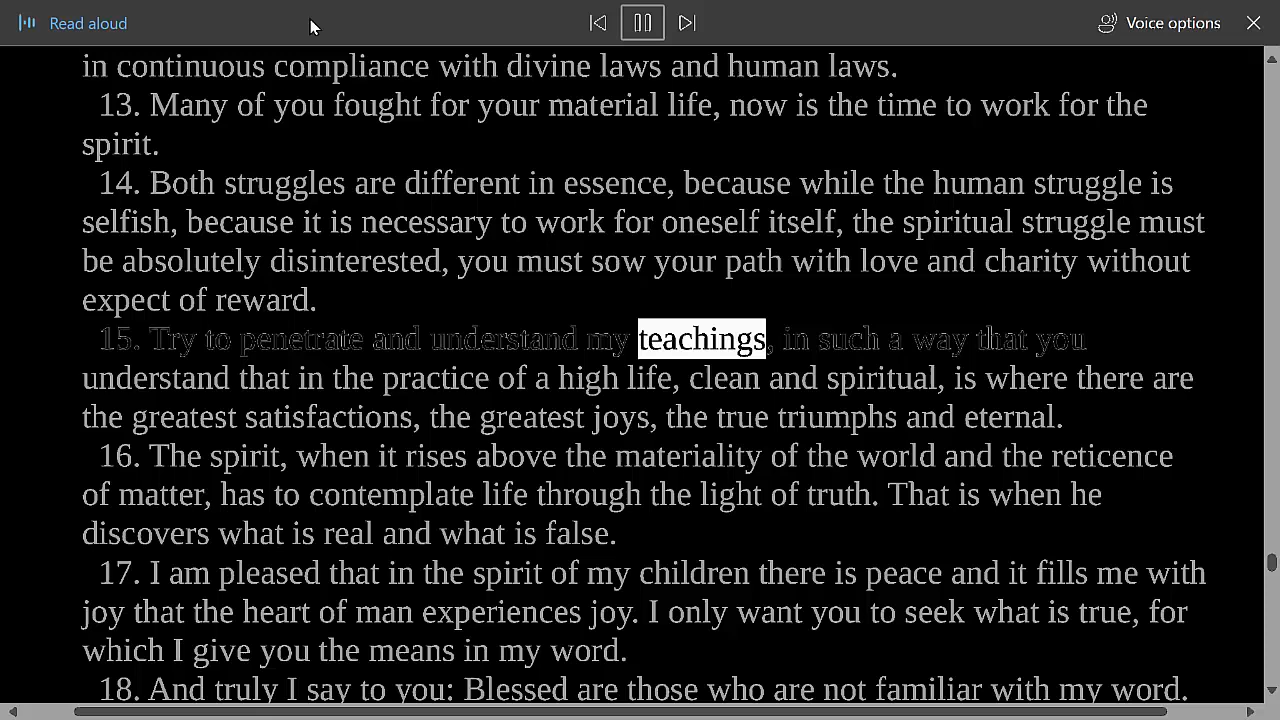 Read aloud
Voice options
in continuous compliance with divine laws and human laws.
13. Many of you fought for your material life, now is the time to work for the
spirit.
14. Both struggles are different in essence, because while the human struggle is
selfish, because it is necessary to work for oneself itself, the spiritual struggle must
be absolutely disinterested, you must sow your path with love and charity without
expect of reward.
15. Try to penetrate and understand my teachings, in such a way that you
understand that in the practice of a high life, clean and spiritual, is where there are
the greatest satisfactions, the greatest joys, the true triumphs and eternal.
16. The spirit, when it rises above the materiality of the world and the reticence
of matter, has to contemplate life through the light of truth. That is when he
discovers what is real and what is false.
17. I am pleased that in the spirit of my children there is peace and it fills me with
joy that the heart of man experiences joy. I only want you to seek what is true, for
which I give you the means in my word.
18. And truly I say to you: Blessed are those who are not familiar with my word.